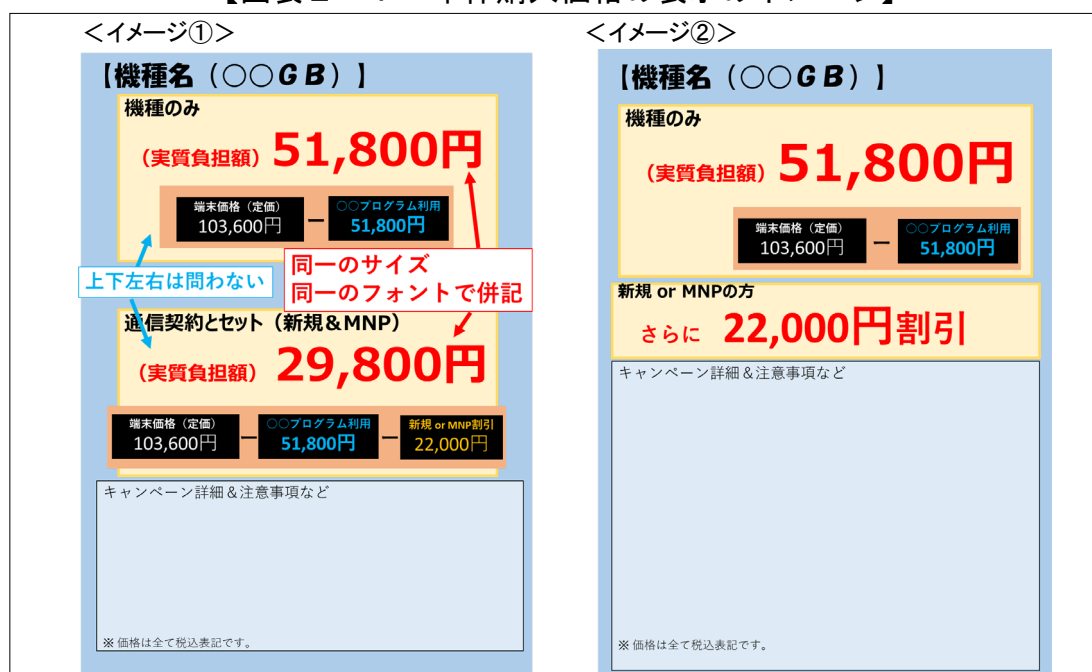 ＜イメージ①＞
【機種名（○○GB）】
機種のみ
（実質負担額）51,800円
端末価格（定価）
103,600円
ー
○○プログラム利用
51,800円
上下左右は問わない
同一のサイズ
同一のフォントで併記
通信契約とセット（新規＆MNP）
（実質負担額）29,800円
端末価格（定価）
103,600円
ー
○○プログラム利用
51,800円
ー
新規 or MNP割引
22,000円
キャンペーン詳細＆注意事項など
※ 価格は全て税込表記です。
＜イメージ②＞
【機種名（○○GB）】
機種のみ
（実質負担額）51,800円
端末価格（定価）
103,600円
ー
○○プログラム利用
51,800円
新規 or MNPの方
さらに 22,000円割引
キャンペーン詳細＆注意事項など
※ 価格は全て税込表記です。